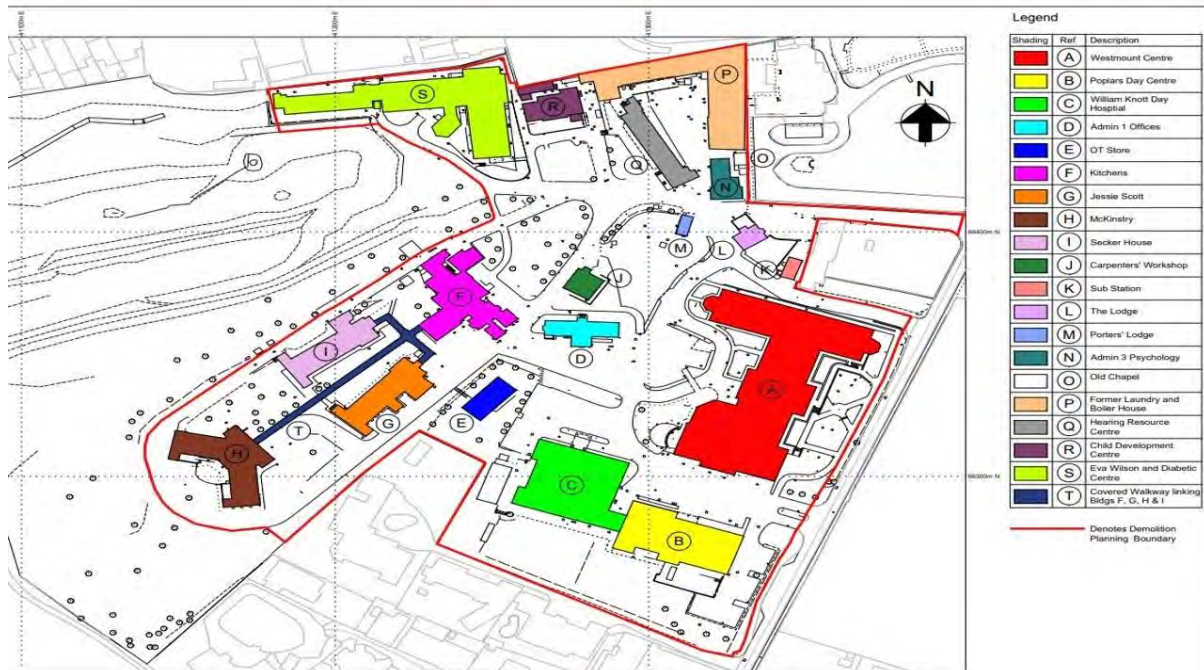 Legend
Shading Ref Description
A Westmount Centre
B Poplars Day Centre
C William Knott Day
Hosptial
D Admin 1 Offices
E OT Store
F Kitchens
G Jessie Scott
H McKinstry
I Secker House
J Carpenters' Workshop
K Sub Station
L The Lodge
M Porters' Lodge
N Admin 3 Psychology
O Old Chapel
P Former Laundry and
Boiler House
Q Hearing Resource
Centre
R Child Development
Centre
S Eva Wilson and Diabetic
Centre
T Covered Walkway linking
Bldgs F, G, H & I
Denotes Demolition
Planning Boundary
N
S
R
P
Q
N
O
M
L
K
J
F
I
D
A
G
E
T
H
C
B